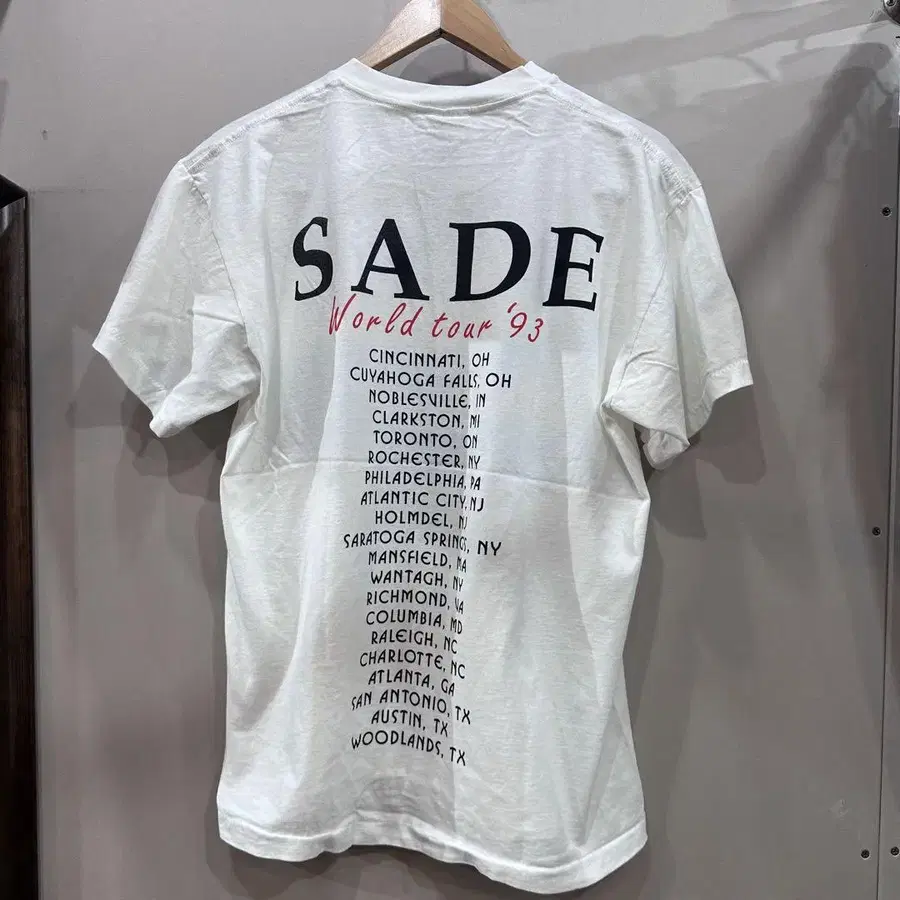 SADE
World tour '93
CINCINNATI, OH
CUYAHOGA FALLS, OH
NOBLESVILLE, IN
CLARKSTON, MI
TORONTO, ON
ROCHESTER, NY
PHILADELPHIA, PA
ATLANTIC CITY, NJ
HOLMDEL, NJ
SARATOGA SPRINGS, NY
MANSFIELD, MA
WANTAGH, NY
RICHMOND, VA
COLUMBIA, MD
RALEIGH, NC
CHARLOTTE, NC
ATLANTA, GA
SAN ANTONIO, TX
AUSTIN, TX
WOODLANDS, TX